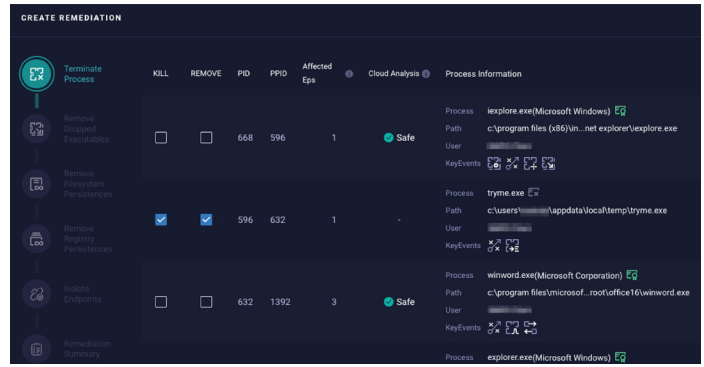 CREATE REMEDIATION
Terminate Process
Remove Dropped Executables
Remove Filesystem Persistences
Remove Registry Persistences
Isolate Endpoints
Remediation Summary
KILL REMOVE PID PPID Affected Eps Cloud Analysis Process Information
668 596 1 Safe
Process iexplore.exe(Microsoft Windows)
Path c:\program files (x86)\in...net explorer\iexplore.exe
User
KeyEvents
596 632 1 -
Process tryme.exe
Path c:\users\ \appdata\local\temp\tryme.exe
User
KeyEvents
632 1392 3 Safe
Process winword.exe(Microsoft Corporation)
Path c:\program files\microsof...root\office16\winword.exe
User
KeyEvents
Process explorer.exe(Microsoft Windows)